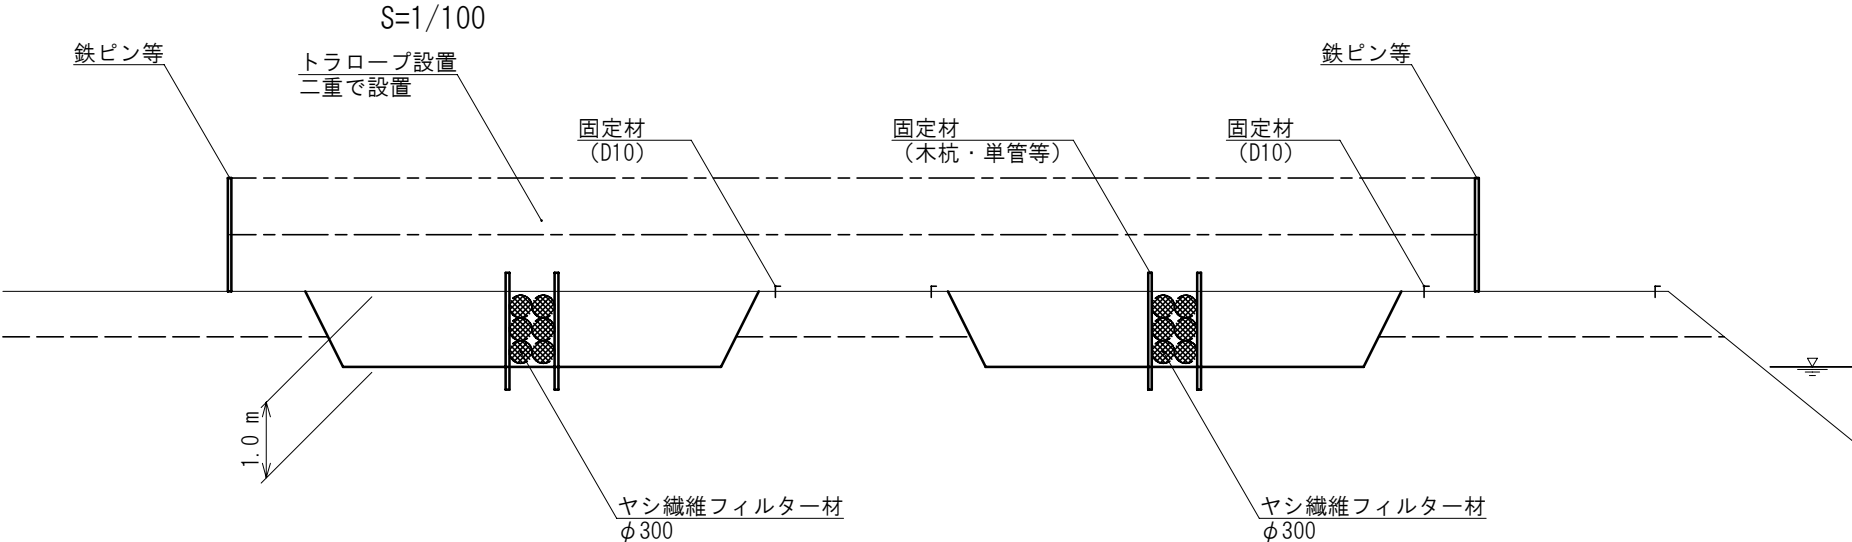 S=1/100
鉄ピン等
トラロープ設置
二重で設置
鉄ピン等
固定材
(D10)
固定材
(木杭・単管等)
固定材
(D10)
1.0 m
ヤシ繊維フィルター材
φ300
ヤシ繊維フィルター材
φ300